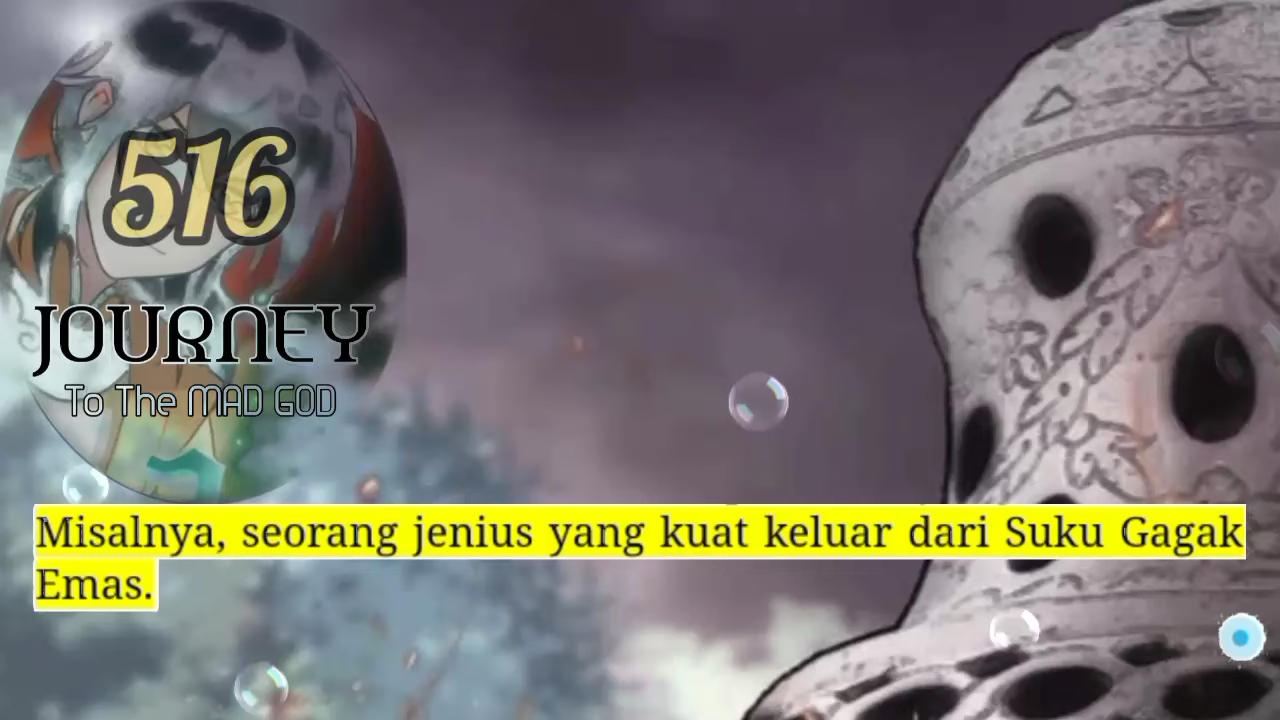 516
JOURNEY
To The MAD GOD
Misalnya, seorang jenius yang kuat keluar dari Suku Gagak
Emas.